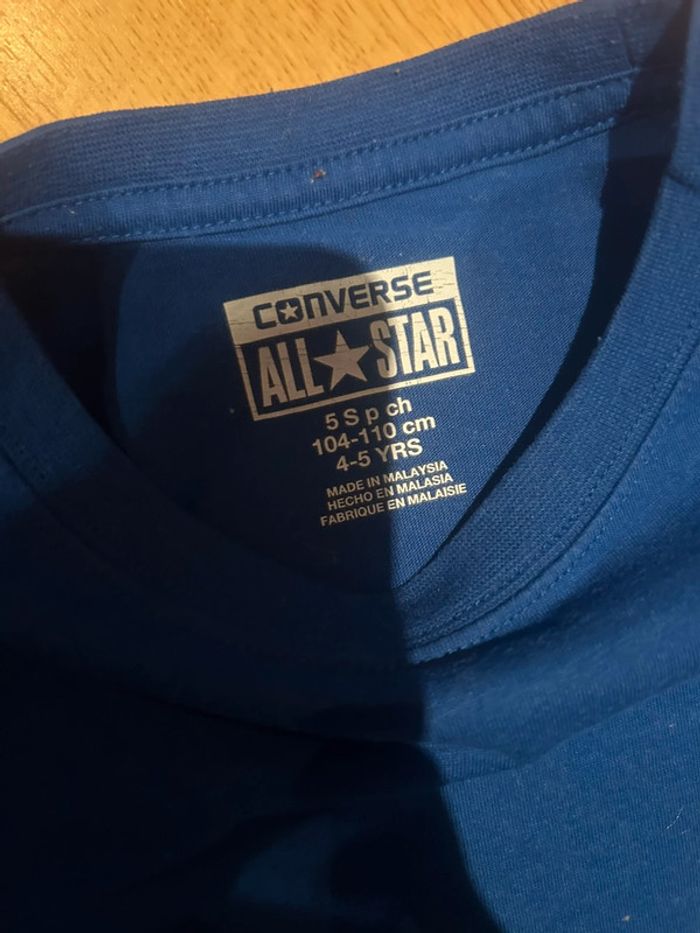 CONVERSE
ALL★STAR
5 S p ch
104-110 cm
4-5 YRS
MADE IN MALAYSIA
HECHO EN MALASIA
FABRIQUE EN MALAISIE